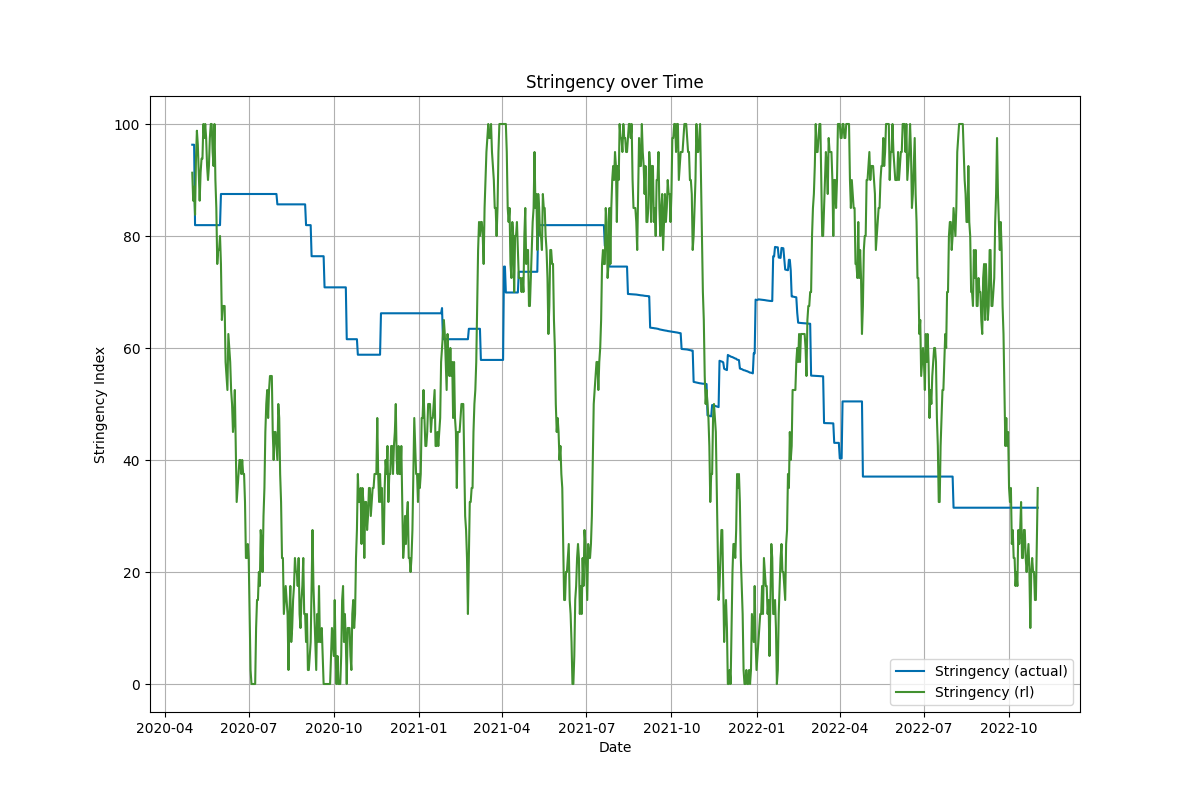 Stringency over Time
Stringency Index
100
80
60
40
20
0
2020-04 2020-07 2020-10 2021-01 2021-04 2021-07 2021-10 2022-01 2022-04 2022-07 2022-10
Date
Stringency (actual)
Stringency (rl)